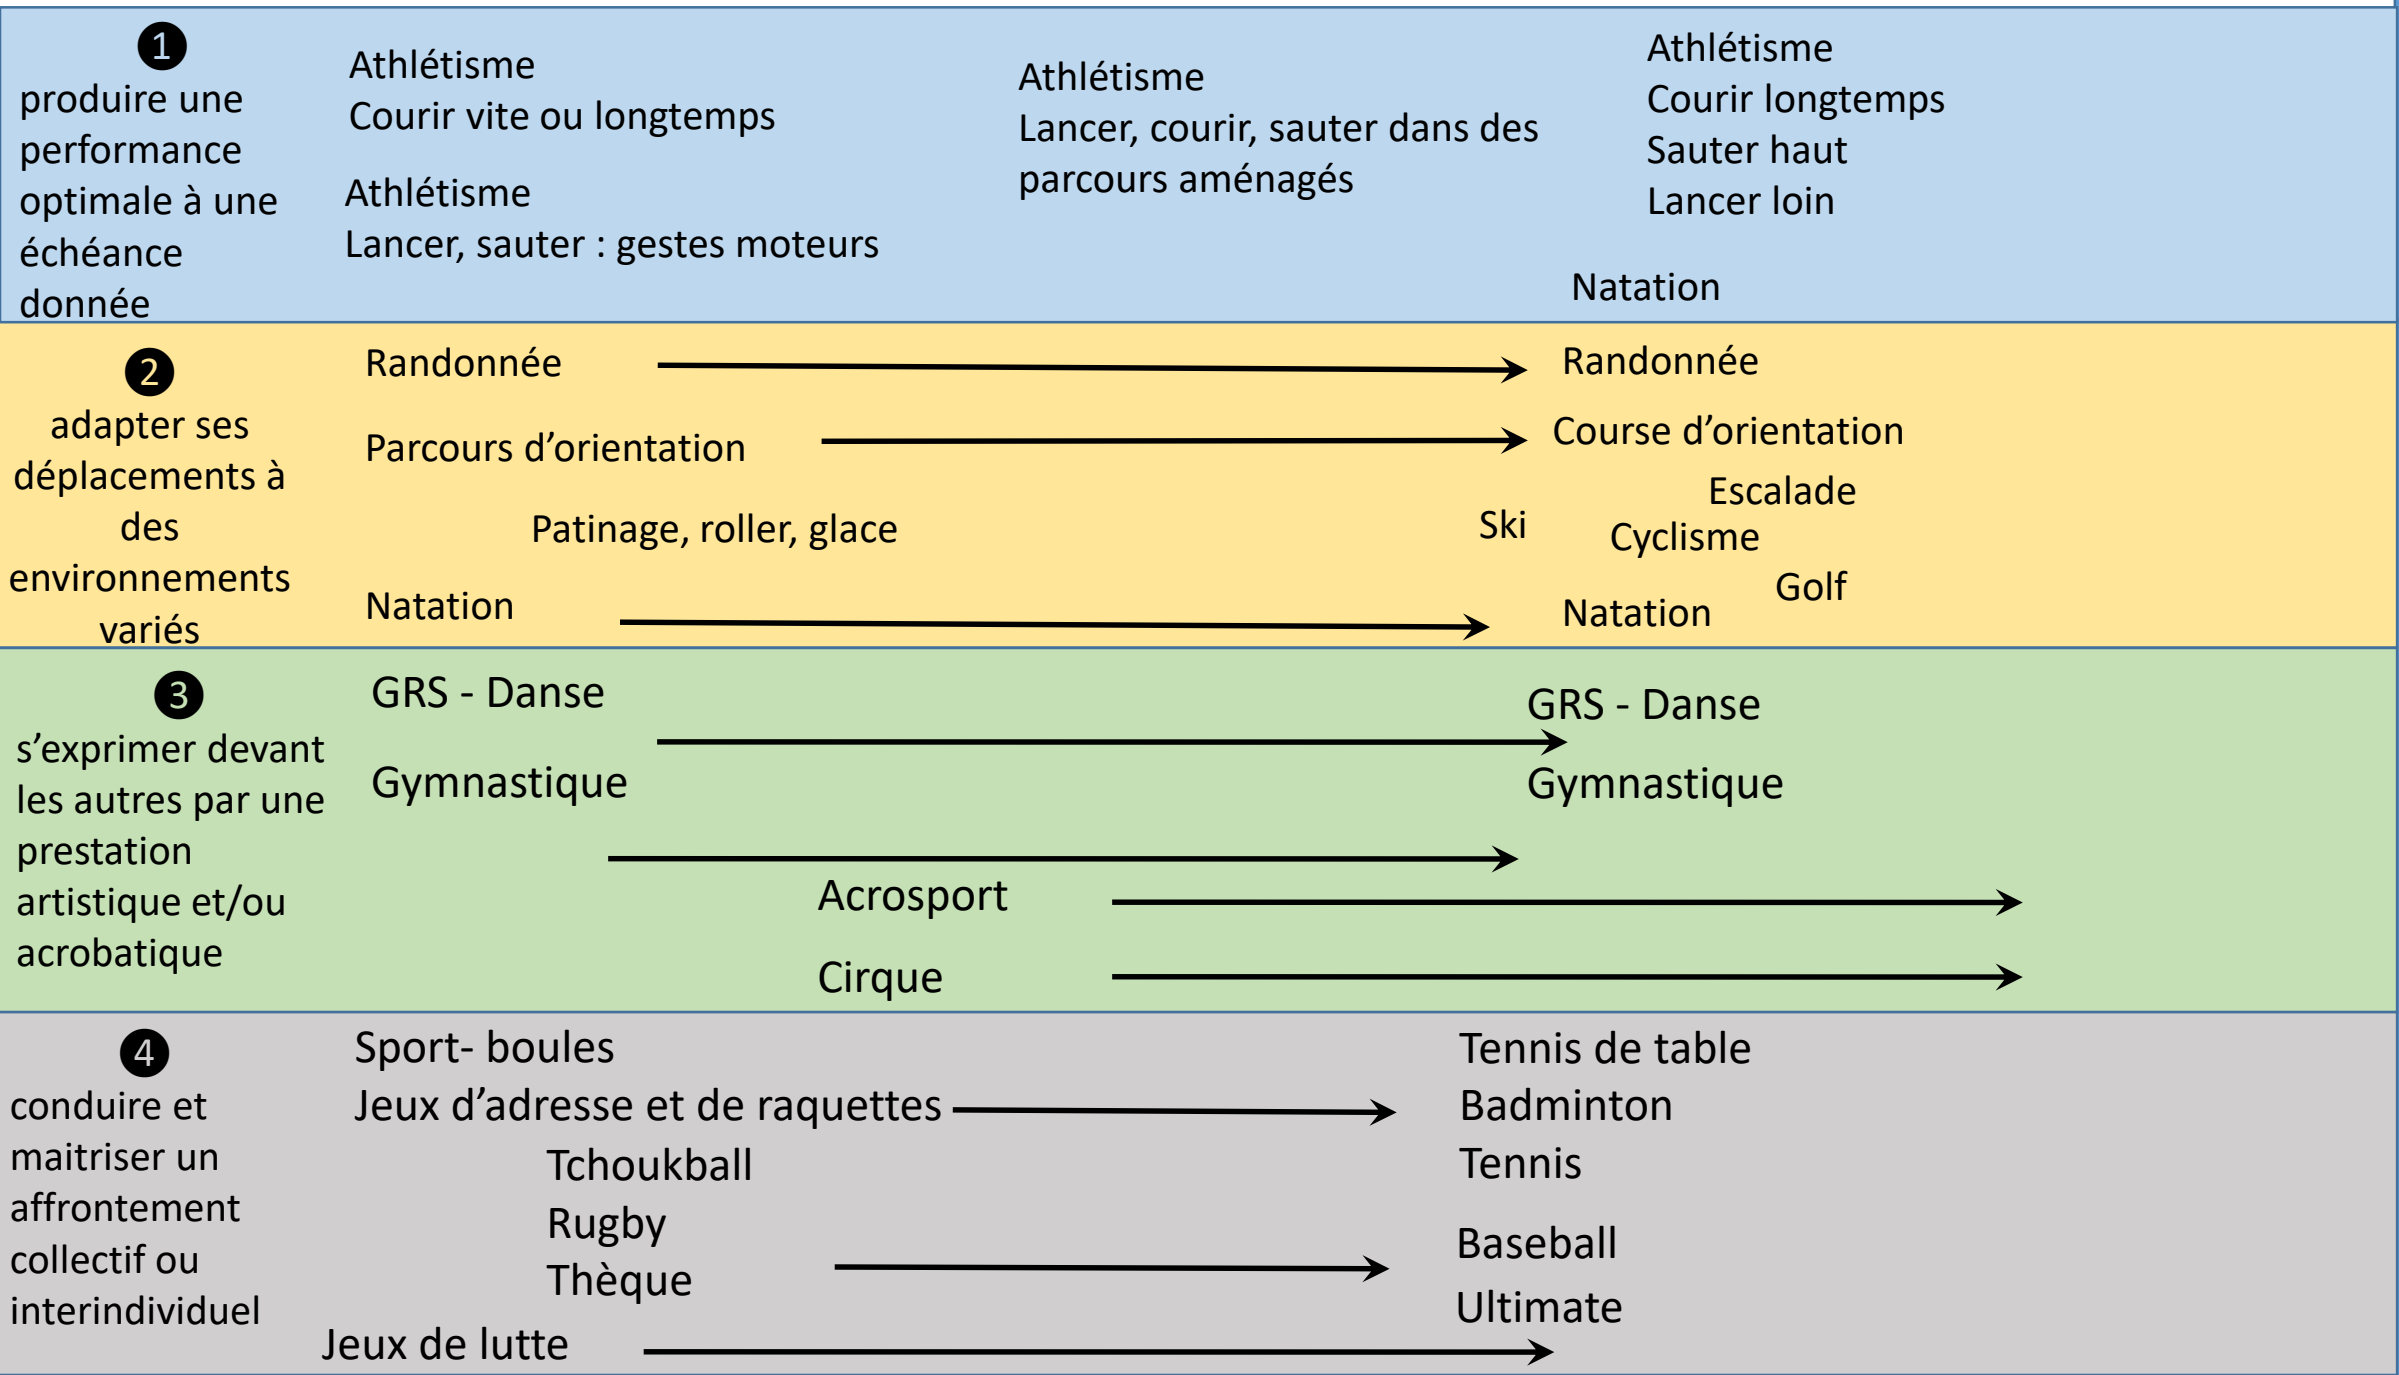 ❶
produire une
performance
optimale à une
échéance
donnée
Athlétisme
Courir vite ou longtemps
Athlétisme
Lancer, sauter : gestes moteurs
Athlétisme
Lancer, courir, sauter dans des
parcours aménagés
Athlétisme
Courir longtemps
Sauter haut
Lancer loin
Natation
❷
adapter ses
déplacements à
des
environnements
variés
Randonnée
Randonnée
Parcours d’orientation
Course d’orientation
Escalade
Patinage, roller, glace
Ski
Cyclisme
Golf
Natation
Natation
❸
s’exprimer devant
les autres par une
prestation
artistique et/ou
acrobatique
GRS - Danse
GRS - Danse
Gymnastique
Gymnastique
Acrosport
Cirque
❹
conduire et
maitriser un
affrontement
collectif ou
interindividuel
Sport- boules
Jeux d’adresse et de raquettes
Tchoukball
Rugby
Thèque
Jeux de lutte
Tennis de table
Badminton
Tennis
Baseball
Ultimate